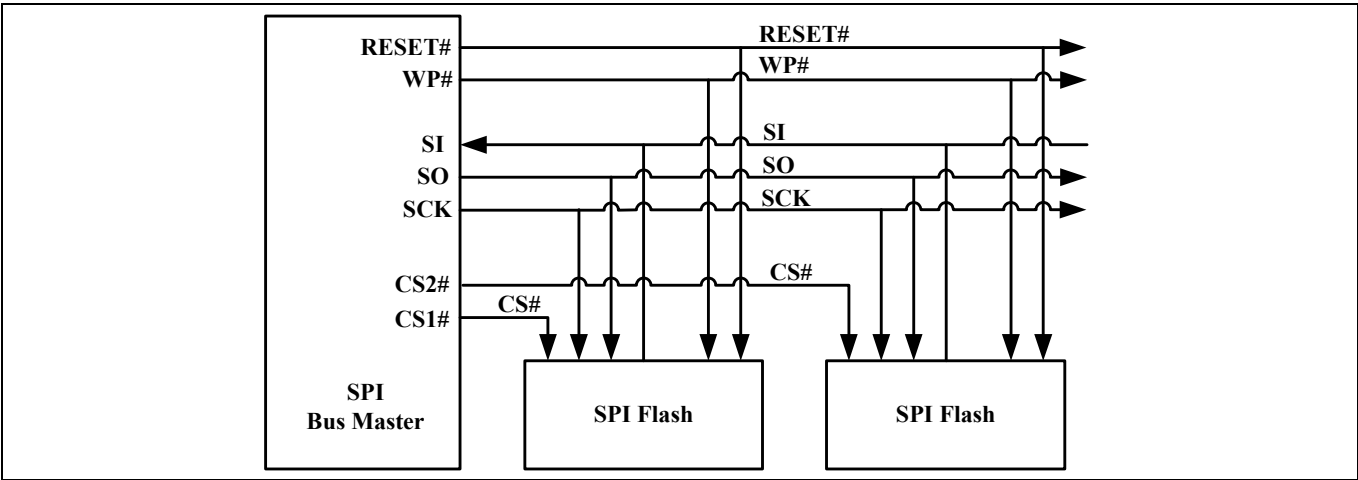 RESET#
RESET#
WP#
WP#
SI
SI
SO
SO
SCK
SCK
CS2#
CS#
CS1#
CS#
SPI
Bus Master
SPI Flash
SPI Flash